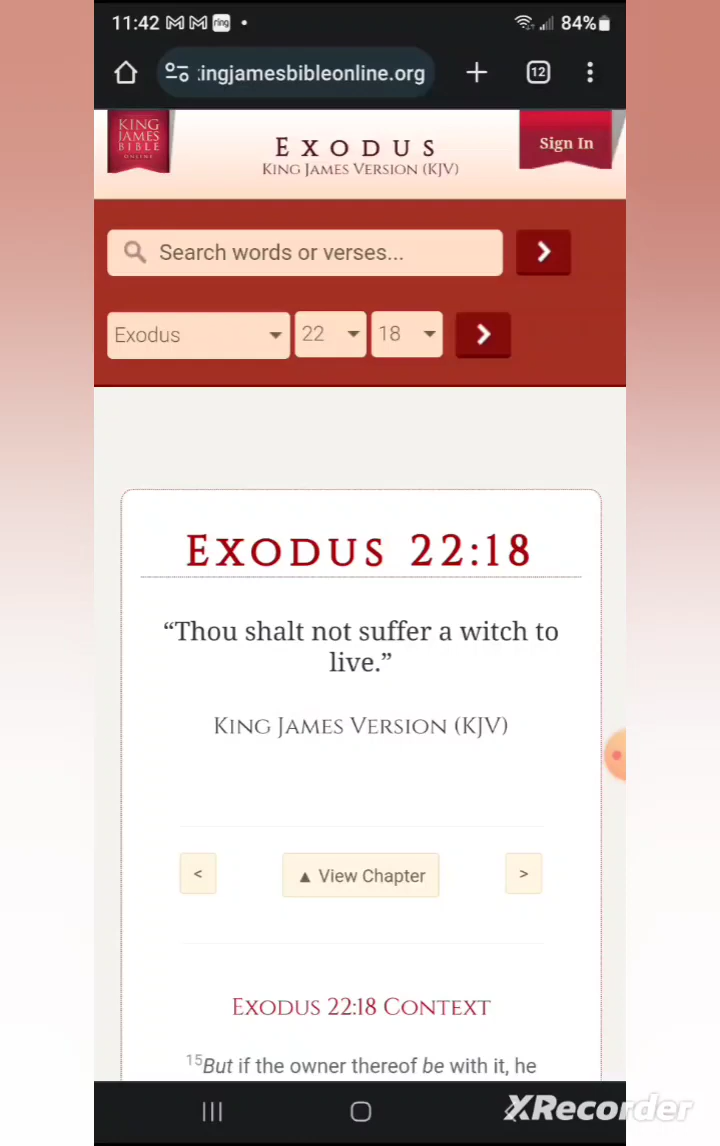 11:42 ring 84%
ingjamesbibleonline.org 12
KING
JAMES
BIBLE
ONLINE
EXODUS
KING JAMES VERSION (KJV)
Sign In
Search words or verses...
Exodus 22 18
EXODUS 22:18
“Thou shalt not suffer a witch to
live.”
KING JAMES VERSION (KJV)
< ▲ View Chapter >
EXODUS 22:18 CONTEXT
15But if the owner thereof be with it, he
XRecorder